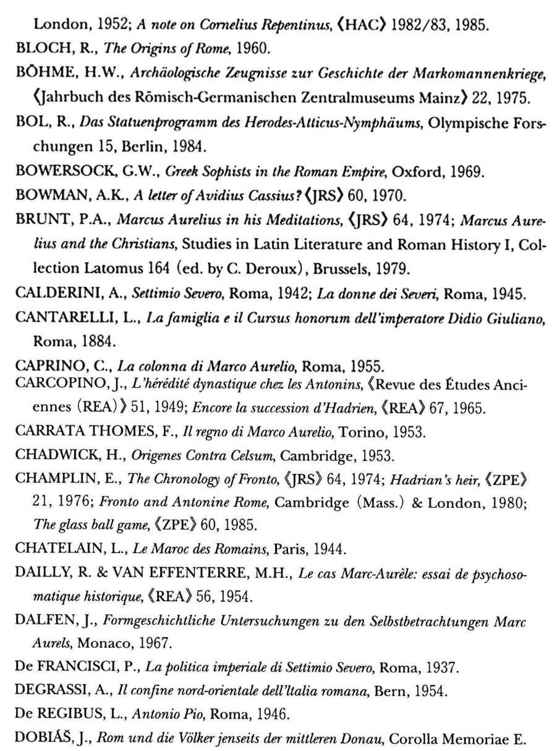 London, 1952; A note on Cornelius Repentinus, 《HAC》 1982/83, 1985.
BLOCH, R., The Origins of Rome, 1960.
BÖHME, H.W., Archäologische Zeugnisse zur Geschichte der Markomannenkriege,
《Jahrbuch des Römisch-Germanischen Zentralmuseums Mainz》 22, 1975.
BOL, R., Das Statuenprogramm des Herodes-Atticus-Nymphäums, Olympische Fors-
chungen 15, Berlin, 1984.
BOWERSOCK, G.W., Greek Sophists in the Roman Empire, Oxford, 1969.
BOWMAN, A.K., A letter of Avidius Cassius? 《JRS》 60, 1970.
BRUNT, P.A., Marcus Aurelius in his Meditations, 《JRS》 64, 1974; Marcus Aure-
lius and the Christians, Studies in Latin Literature and Roman History I, Col-
lection Latomus 164 (ed. by C. Deroux), Brussels, 1979.
CALDERINI, A., Settimio Severo, Roma, 1942; La donne dei Severi, Roma, 1945.
CANTARELLI, L., La famiglia e il Cursus honorum dell'imperatore Didio Giuliano,
Roma, 1884.
CAPRINO, C., La colonna di Marco Aurelio, Roma, 1955.
CARCOPINO, J., L'hérédité dynastique chez les Antonins, 《Revue des Études Anci-
ennes (REA)》 51, 1949; Encore la succession d'Hadrien, 《REA》 67, 1965.
CARRATA THOMES, F., Il regno di Marco Aurelio, Torino, 1953.
CHADWICK, H., Origenes Contra Celsum, Cambridge, 1953.
CHAMPLIN, E., The Chronology of Fronto, 《JRS》 64, 1974; Hadrian's heir, 《ZPE》
21, 1976; Fronto and Antonine Rome, Cambridge (Mass.) & London, 1980;
The glass ball game, 《ZPE》 60, 1985.
CHATELAIN, L., Le Maroc des Romains, Paris, 1944.
DAILLY, R. & VAN EFFENTERRE, M.H., Le cas Marc-Aurèle: essai de psychoso-
matique historique, 《REA》 56, 1954.
DALFEN, J., Formgeschichtliche Untersuchungen zu den Selbstbetrachtungen Marc
Aurels, Monaco, 1967.
De FRANCISCI, P., La politica imperiale di Settimio Severo, Roma, 1937.
DEGRASSI, A., Il confine nord-orientale dell'ltalia romana, Bern, 1954.
De REGIBUS, L., Antonio Pio, Roma, 1946.
DOBIÁŠ, J., Rom und die Völker jenseits der mittleren Donau, Corolla Memoriae E.